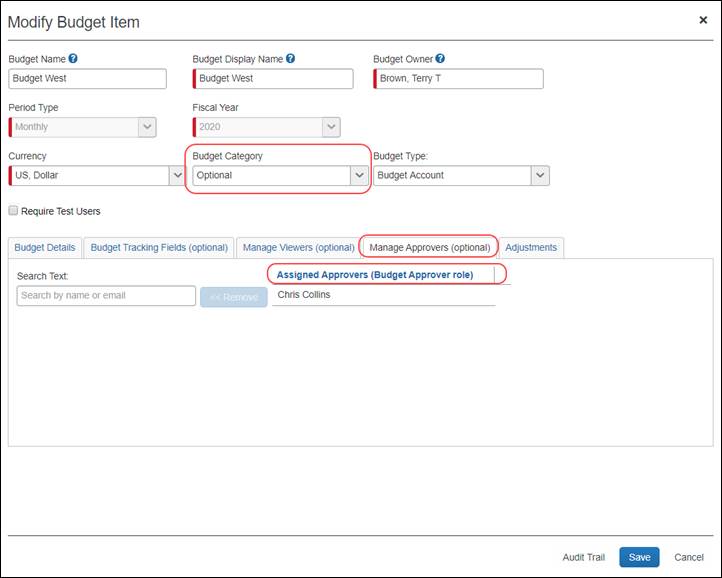 Modify Budget Item ×
Budget Name ? Budget Display Name ? Budget Owner ?
Budget West Budget West Brown, Terry T
Period Type Fiscal Year
Monthly 2020
Currency Budget Category Budget Type:
US, Dollar Optional Budget Account
Require Test Users
Budget Details Budget Tracking Fields (optional) Manage Viewers (optional) Manage Approvers (optional) Adjustments
Search Text: Assigned Approvers (Budget Approver role)
Search by name or email << Remove Chris Collins
Audit Trail Save Cancel